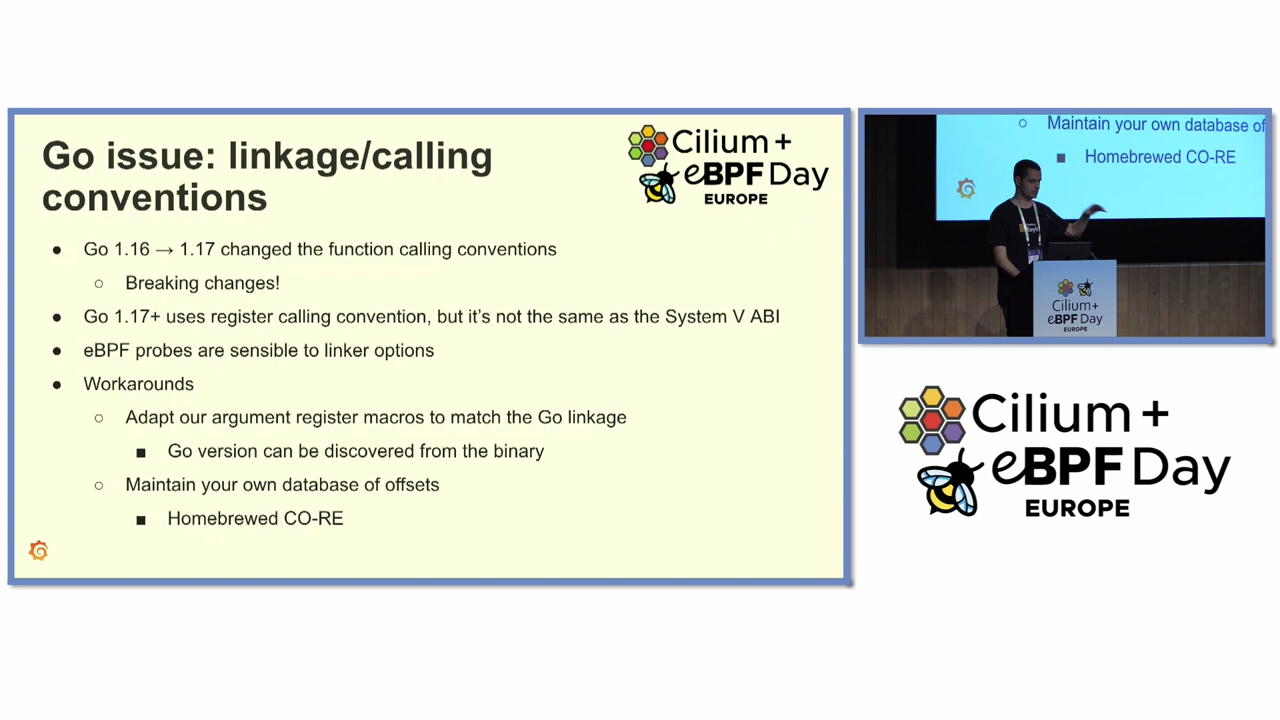 Go issue: linkage/calling
conventions
Cilium +
eBPF Day
EUROPE
● Go 1.16 → 1.17 changed the function calling conventions
○ Breaking changes!
● Go 1.17+ uses register calling convention, but it's not the same as the System V ABI
● eBPF probes are sensible to linker options
● Workarounds
○ Adapt our argument register macros to match the Go linkage
■ Go version can be discovered from the binary
○ Maintain your own database of offsets
■ Homebrewed CO-RE
○ Maintain your own database of
■ Homebrewed CO-RE
Cilium +
eBPF Day
EUROPE
Cilium +
eBPF Day
EUROPE